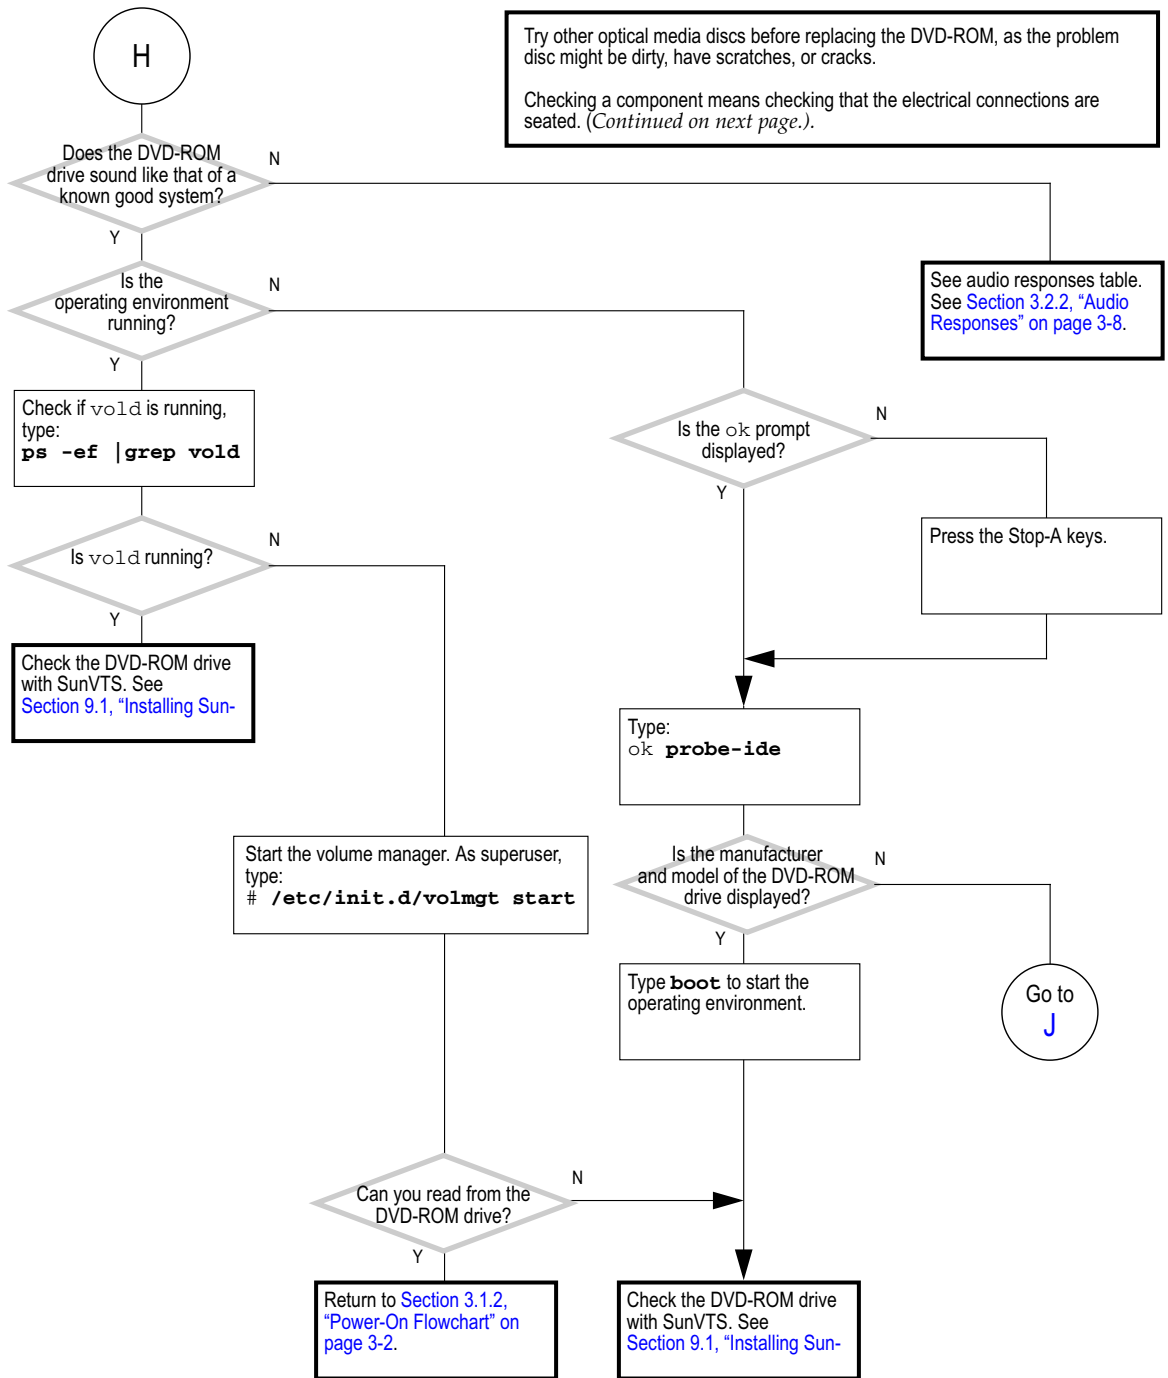 H
Try other optical media discs before replacing the DVD-ROM, as the problem
disc might be dirty, have scratches, or cracks.
Checking a component means checking that the electrical connections are
seated. (Continued on next page.).
Does the DVD-ROM
drive sound like that of a
known good system?
N
Y
See audio responses table.
See Section 3.2.2, “Audio
Responses” on page 3-8.
Is the
operating environment
running?
N
Y
Check if vold is running,
type:
ps -ef |grep vold
Is the ok prompt
displayed?
N
Y
Press the Stop-A keys.
Is vold running?
N
Y
Check the DVD-ROM drive
with SunVTS. See
Section 9.1, “Installing Sun-
Type:
ok probe-ide
Start the volume manager. As superuser,
type:
# /etc/init.d/volmgt start
Is the manufacturer
and model of the DVD-ROM
drive displayed?
N
Y
Type boot to start the
operating environment.
Go to
J
Can you read from the
DVD-ROM drive?
N
Y
Return to Section 3.1.2,
“Power-On Flowchart” on
page 3-2.
Check the DVD-ROM drive
with SunVTS. See
Section 9.1, “Installing Sun-